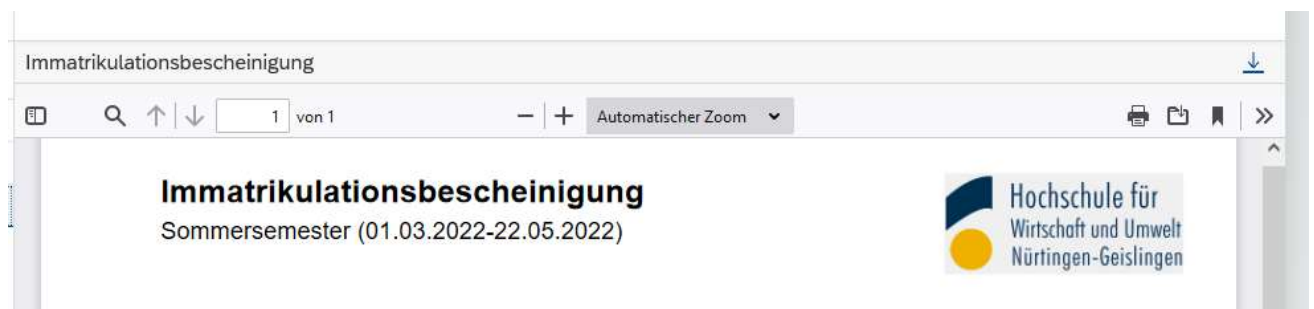 Immatrikulationsbescheinigung
1 von 1
Automatischer Zoom
Immatrikulationsbescheinigung
Sommersemester (01.03.2022-22.05.2022)
Hochschule für
Wirtschaft und Umwelt
Nürtingen-Geislingen